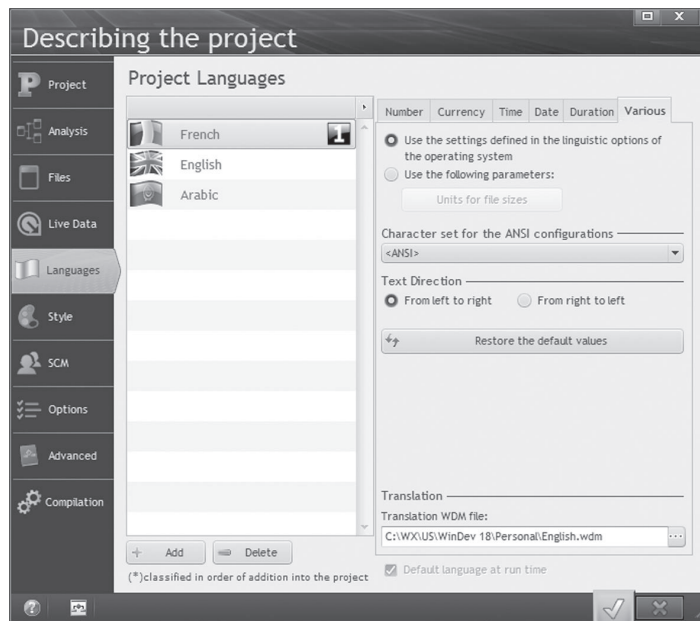 Describing the project
Project
Analysis
Files
Live Data
Languages
Style
SCM
Options
Advanced
Compilation
Project Languages
French 1
English
Arabic
Add
Delete
(*)classified in order of addition into the project
Number Currency Time Date Duration Various
Use the settings defined in the linguistic options of
the operating system
Use the following parameters:
Units for file sizes
Character set for the ANSI configurations
<ANSI>
Text Direction
From left to right From right to left
Restore the default values
Translation
Translation WDM file:
C:\WX\US\WinDev 18\Personal\English.wdm ...
Default language at run time